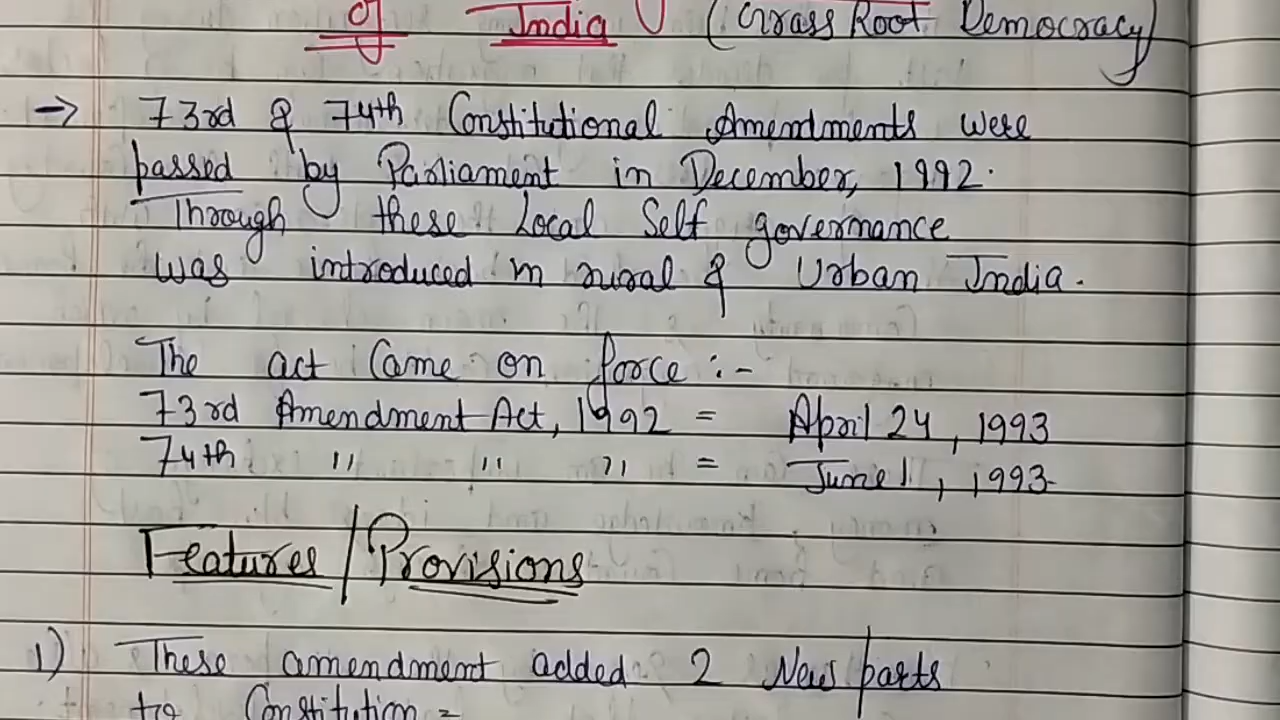 of India (Grass Root Democracy)
→ 73rd & 74th Constitutional Amendments were
passed by Parliament in December, 1992.
Through these Local Self governance
was introduced in rural & Urban India.
The act Came on force :-
73rd Amendment Act, 1992 = April 24, 1993
74th " " " = June 1, 1993
Features/Provisions
1) These amendment added 2 New parts
to Constitution =